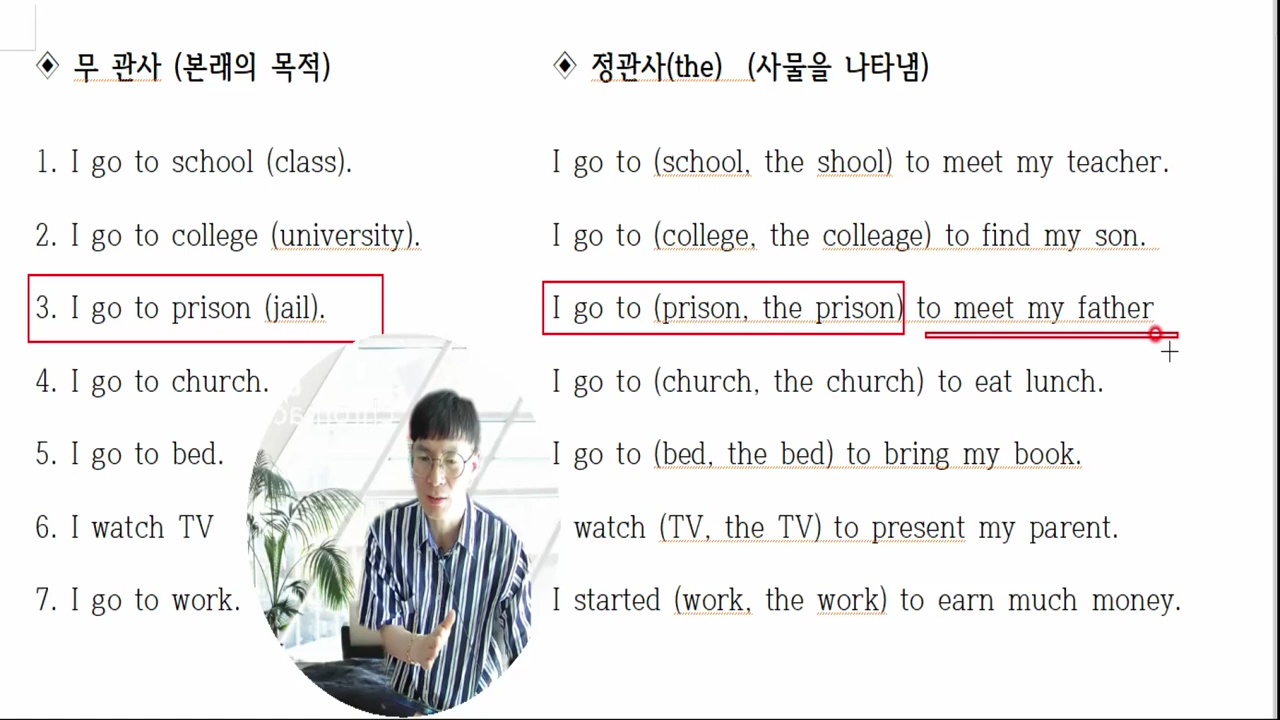 ◈ 무 관사 (본래의 목적)
◈ 정관사(the) (사물을 나타냄)
1. I go to school (class).
I go to (school, the shool) to meet my teacher.
2. I go to college (university).
I go to (college, the colleage) to find my son.
3. I go to prison (jail).
I go to (prison, the prison) to meet my father
4. I go to church.
I go to (church, the church) to eat lunch.
5. I go to bed.
I go to (bed, the bed) to bring my book.
6. I watch TV
watch (TV, the TV) to present my parent.
7. I go to work.
I started (work, the work) to earn much money.